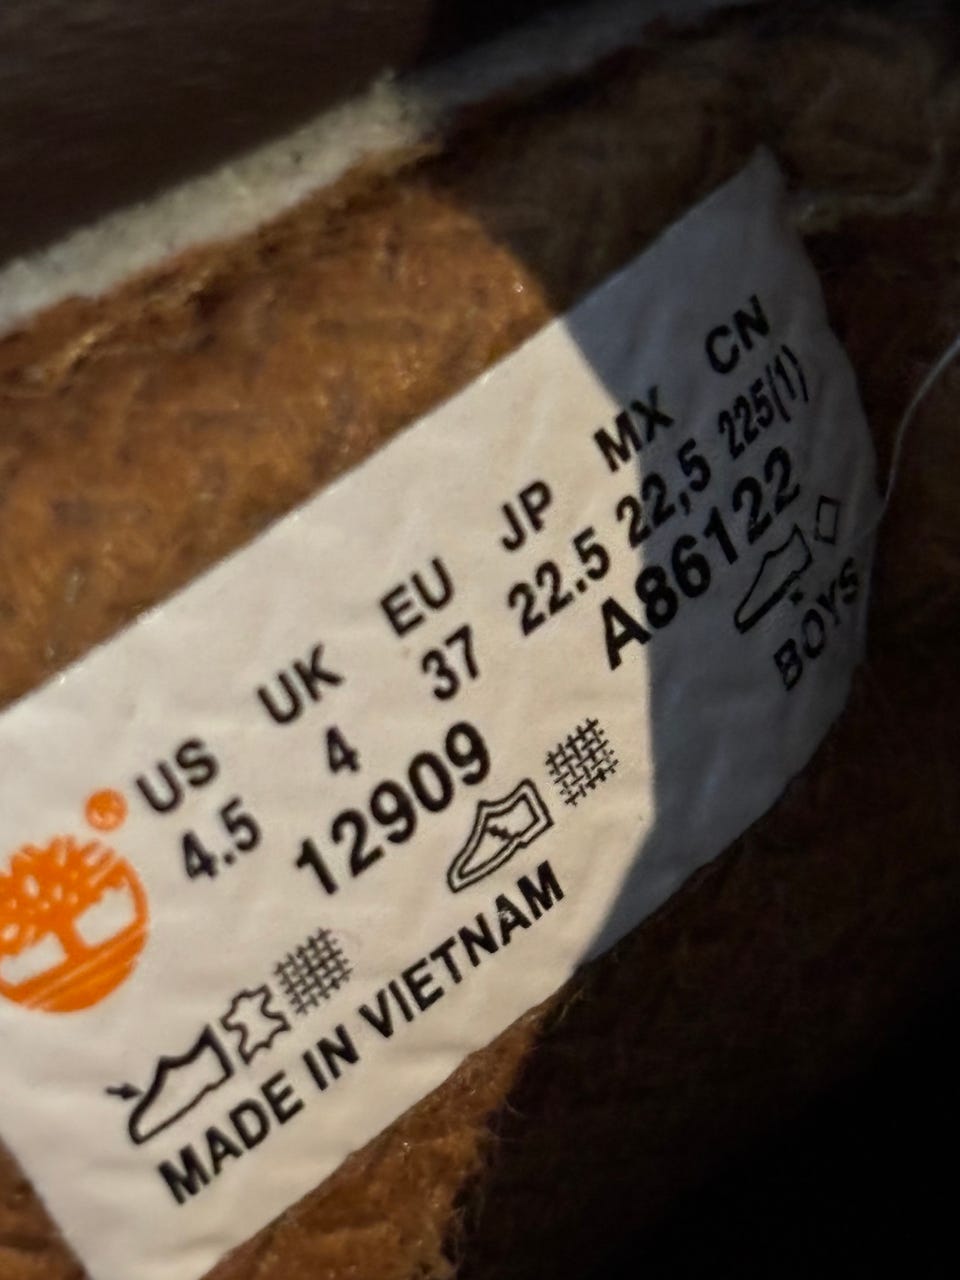 US UK EU JP MX CN
4.5 4 37 22.5 22,5 225(1)
12909 A86122
BOYS
MADE IN VIETNAM